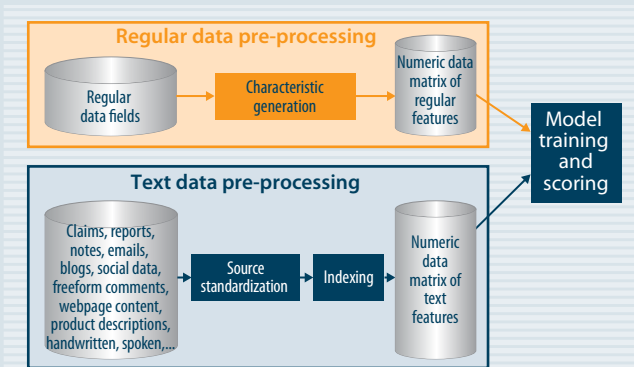 Regular data pre-processing
Regular
data fields
Characteristic
generation
Numeric data
matrix of
regular
features
Model
training
and
scoring
Text data pre-processing
Claims, reports,
notes, emails,
blogs, social data,
freeform comments,
webpage content,
product descriptions,
handwritten, spoken,...
Source
standardization
Indexing
Numeric
data
matrix of
text
features